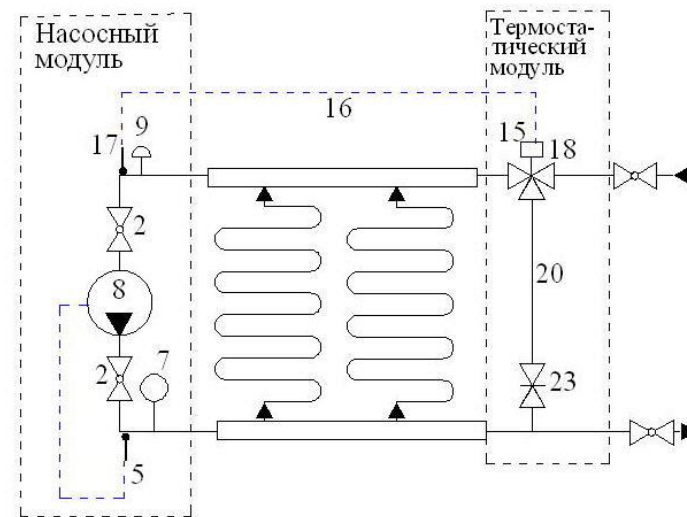 Насосный
модуль
Термоста-
тический
модуль
16
9
15
17
18
2
8
20
2
7
23
5